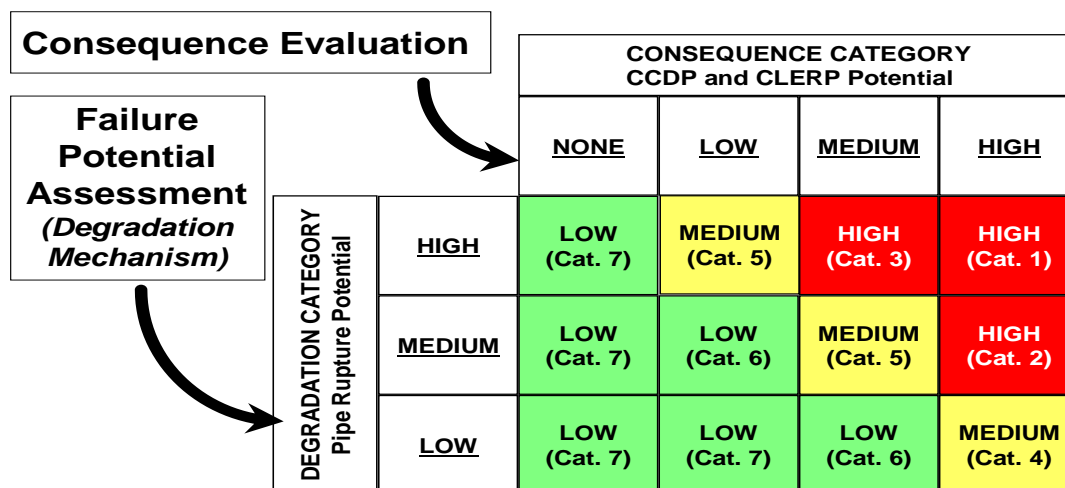 Consequence Evaluation
Failure
Potential
Assessment
(Degradation
Mechanism)
CONSEQUENCE CATEGORY
CCDP and CLERP Potential
NONE LOW MEDIUM HIGH
DEGRADATION CATEGORY
Pipe Rupture Potential
HIGH
LOW
(Cat. 7)
MEDIUM
(Cat. 5)
HIGH
(Cat. 3)
HIGH
(Cat. 1)
MEDIUM
LOW
(Cat. 7)
LOW
(Cat. 6)
MEDIUM
(Cat. 5)
HIGH
(Cat. 2)
LOW
LOW
(Cat. 7)
LOW
(Cat. 7)
LOW
(Cat. 6)
MEDIUM
(Cat. 4)